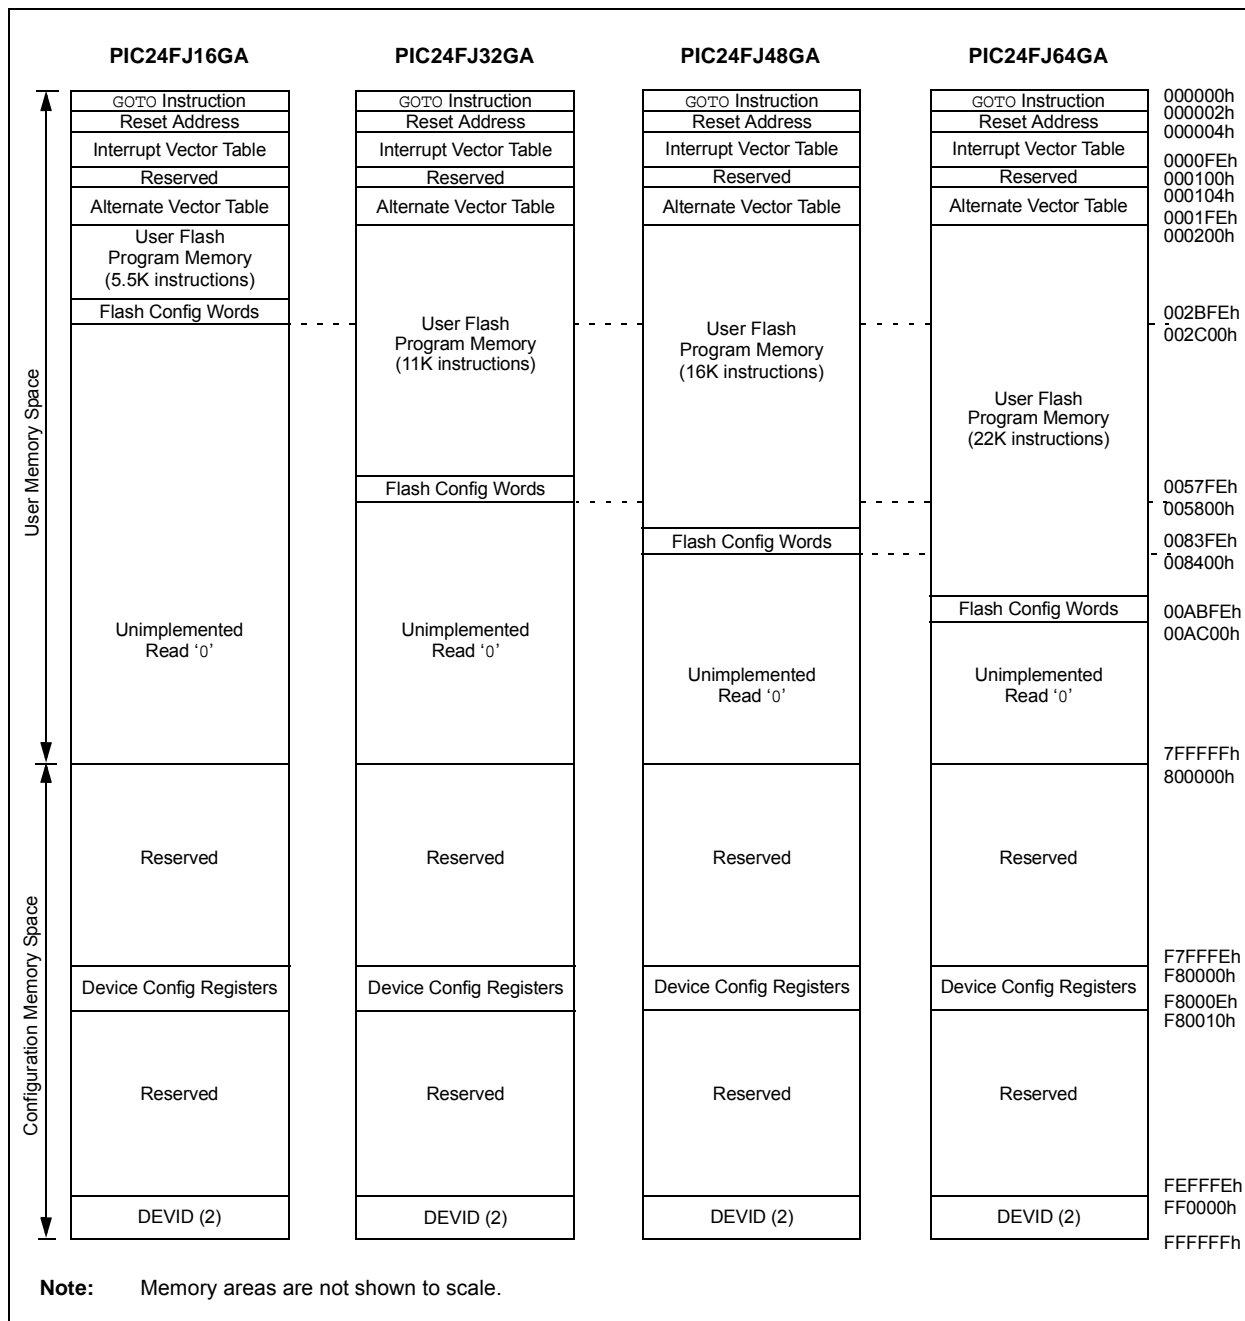 PIC24FJ16GA
PIC24FJ32GA
PIC24FJ48GA
PIC24FJ64GA
User Memory Space
Configuration Memory Space
GOTO Instruction
Reset Address
Interrupt Vector Table
Reserved
Alternate Vector Table
User Flash
Program Memory
(5.5K instructions)
Flash Config Words
Unimplemented
Read ‘0’
Reserved
Device Config Registers
Reserved
DEVID (2)
GOTO Instruction
Reset Address
Interrupt Vector Table
Reserved
Alternate Vector Table
User Flash
Program Memory
(11K instructions)
Flash Config Words
Unimplemented
Read ‘0’
Reserved
Device Config Registers
Reserved
DEVID (2)
GOTO Instruction
Reset Address
Interrupt Vector Table
Reserved
Alternate Vector Table
User Flash
Program Memory
(16K instructions)
Flash Config Words
Unimplemented
Read ‘0’
Reserved
Device Config Registers
Reserved
DEVID (2)
GOTO Instruction
Reset Address
Interrupt Vector Table
Reserved
Alternate Vector Table
User Flash
Program Memory
(22K instructions)
Flash Config Words
Unimplemented
Read ‘0’
Reserved
Device Config Registers
Reserved
DEVID (2)
000000h
000002h
000004h
0000FEh
000100h
000104h
0001FEh
000200h
002BFEh
002C00h
0057FEh
005800h
0083FEh
008400h
00ABFEh
00AC00h
7FFFFFh
800000h
F7FFFEh
F80000h
F8000Eh
F80010h
FEFFFEh
FF0000h
FFFFFFh
Note: Memory areas are not shown to scale.